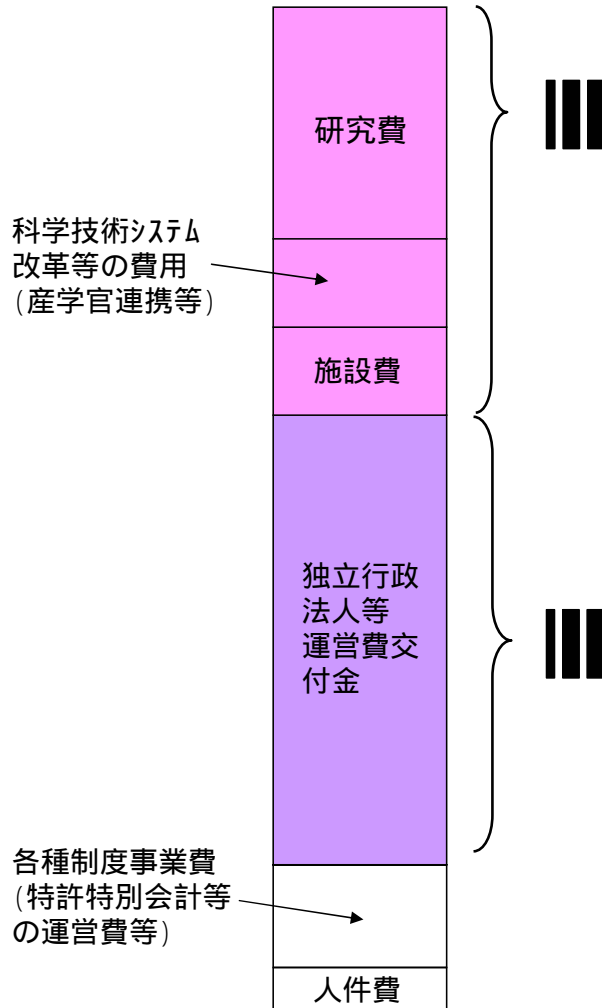 研究費
科学技術ｼｽﾃﾑ
改革等の費用
(産学官連携等)
施設費
独立行政
法人等
運営費交
付金
各種制度事業費
(特許特別会計等
の運営費等)
人件費